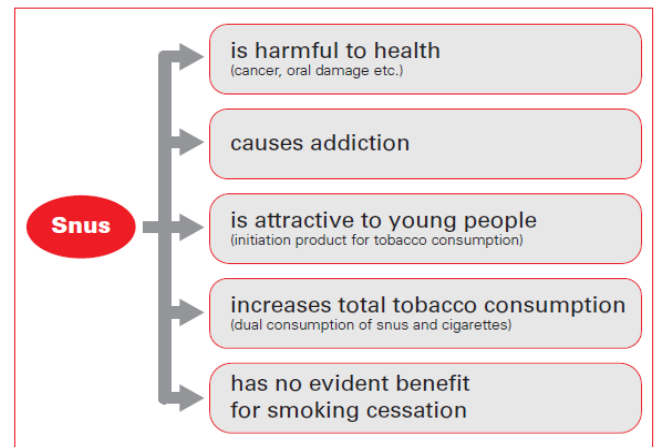 Snus
is harmful to health
(cancer, oral damage etc.)
causes addiction
is attractive to young people
(initiation product for tobacco consumption)
increases total tobacco consumption
(dual consumption of snus and cigarettes)
has no evident benefit
for smoking cessation